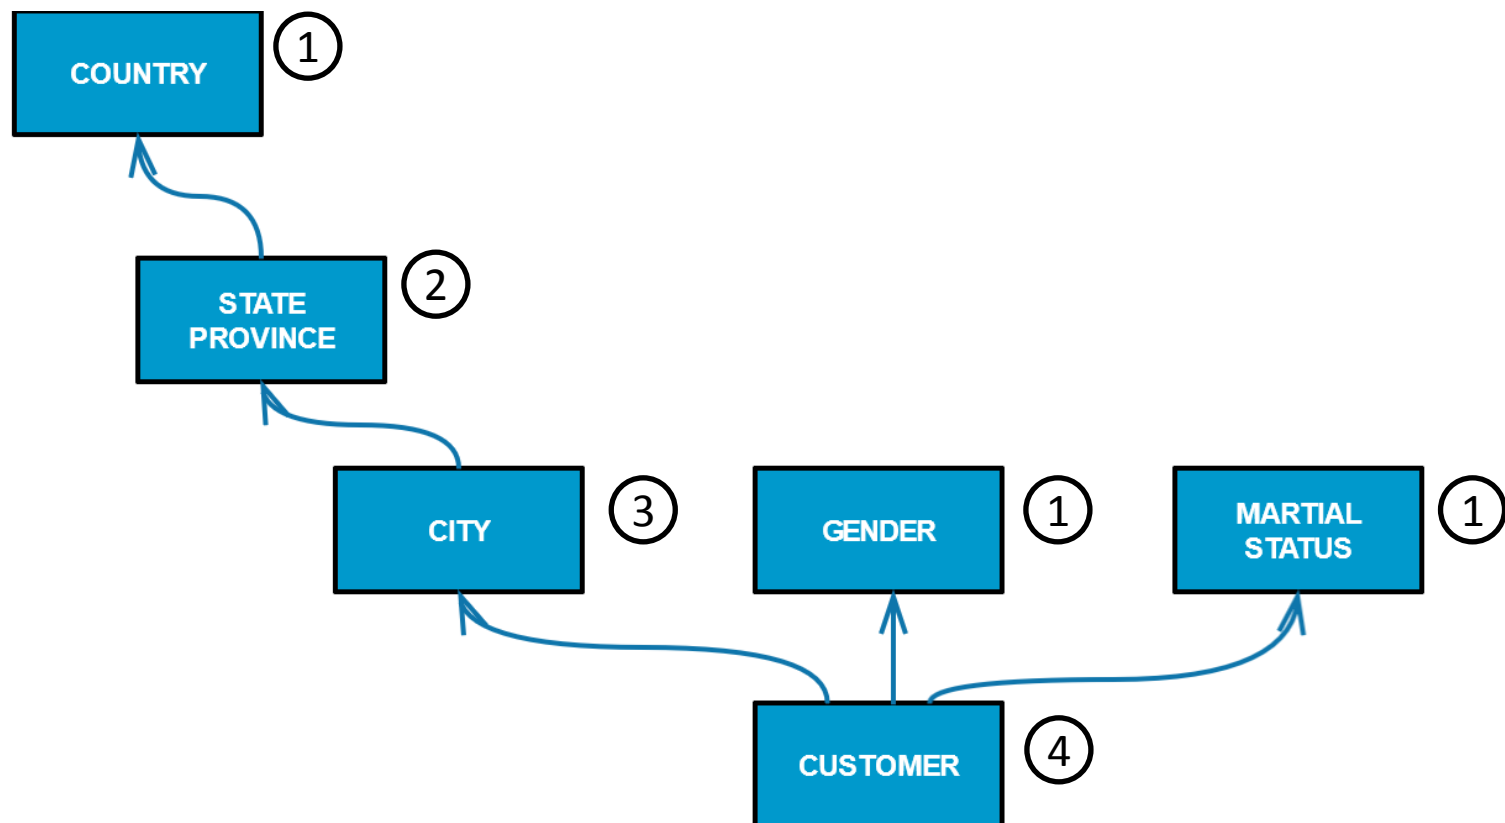 COUNTRY
1
STATE
PROVINCE
2
CITY
3
GENDER
1
MARTIAL
STATUS
1
CUSTOMER
4